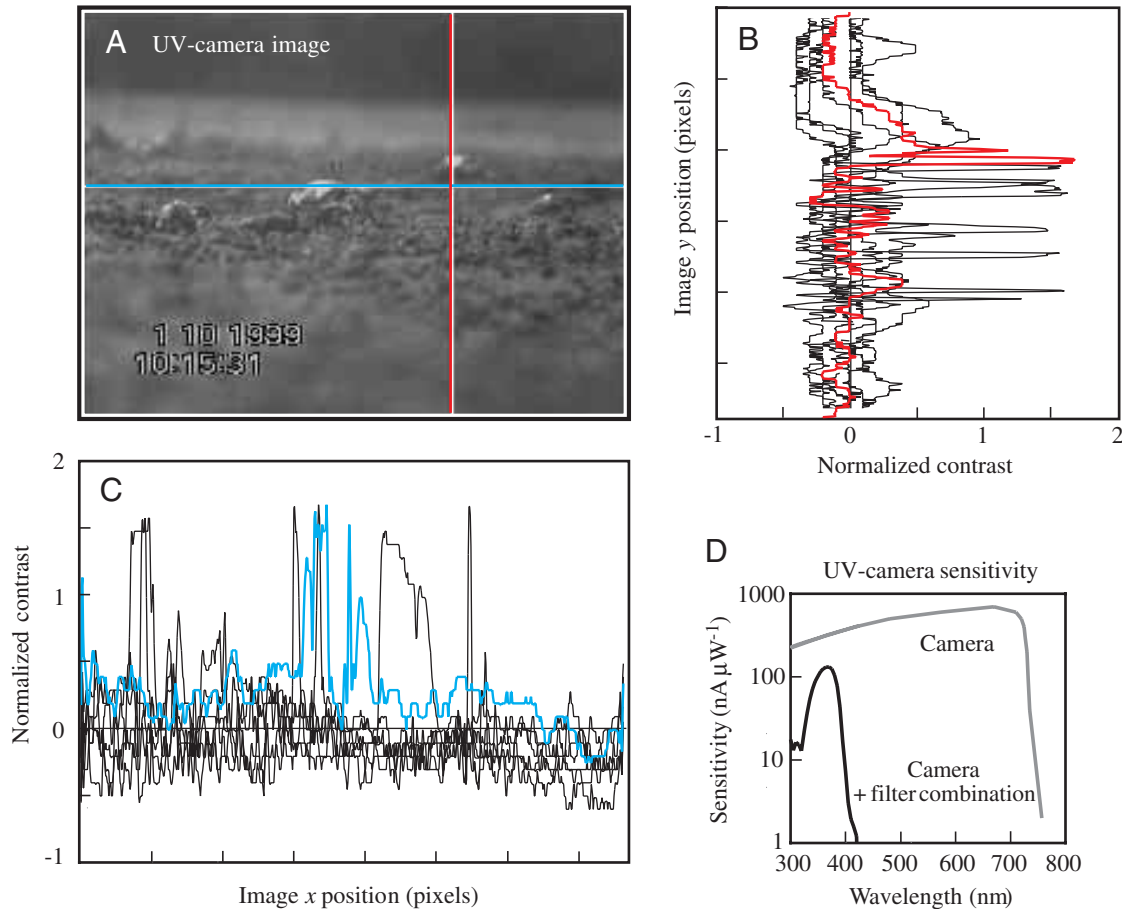 A UV-camera image
1 10 1999
10:15:31
B
Image y position (pixels)
-1 0 1 2
Normalized contrast
C
2
1
0
-1
Normalized contrast
Image x position (pixels)
D
UV-camera sensitivity
1000
100
10
1
Sensitivity (nA μW⁻¹)
Camera
Camera
+ filter combination
300 400 500 600 700 800
Wavelength (nm)